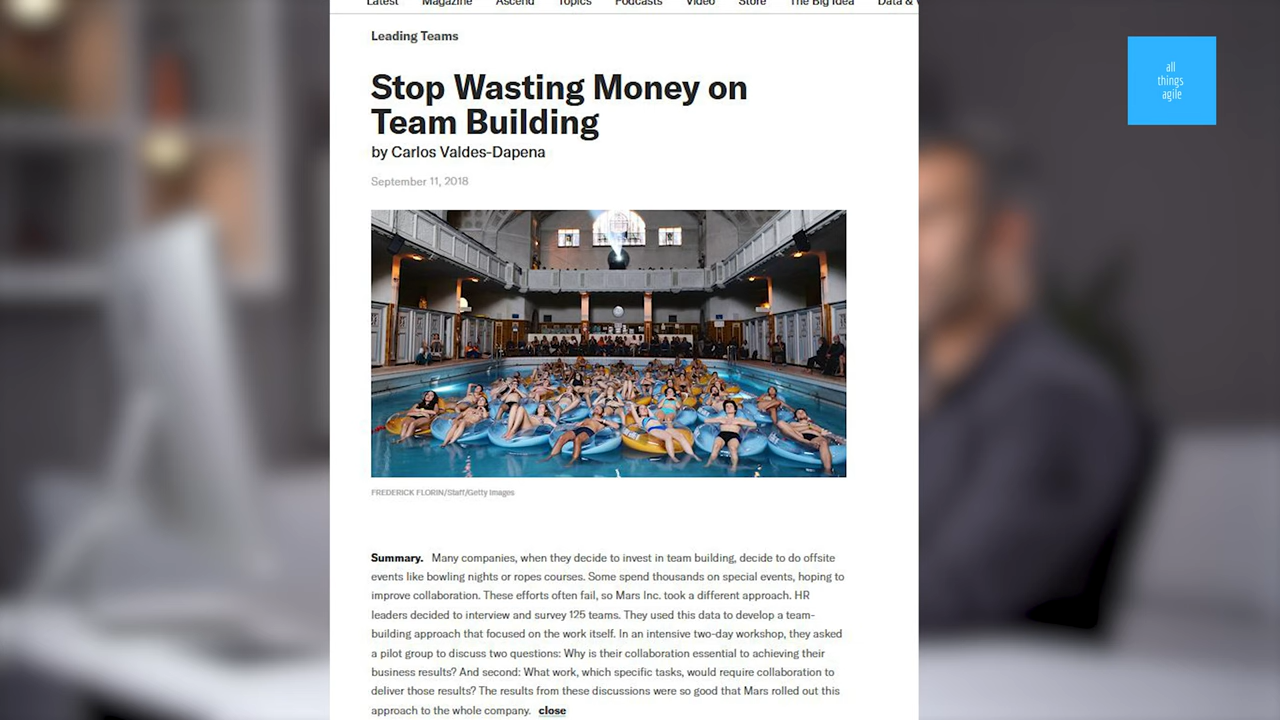 Latest Magazine Ascend Topics Podcasts Video Store The Big Idea Data &
Leading Teams
all
things
agile
Stop Wasting Money on
Team Building
by Carlos Valdes-Dapena
September 11, 2018
FREDERICK FLORIN/Staff/Getty Images
Summary. Many companies, when they decide to invest in team building, decide to do offsite
events like bowling nights or ropes courses. Some spend thousands on special events, hoping to
improve collaboration. These efforts often fail, so Mars Inc. took a different approach. HR
leaders decided to interview and survey 125 teams. They used this data to develop a team-
building approach that focused on the work itself. In an intensive two-day workshop, they asked
a pilot group to discuss two questions: Why is their collaboration essential to achieving their
business results? And second: What work, which specific tasks, would require collaboration to
deliver those results? The results from these discussions were so good that Mars rolled out this
approach to the whole company. close